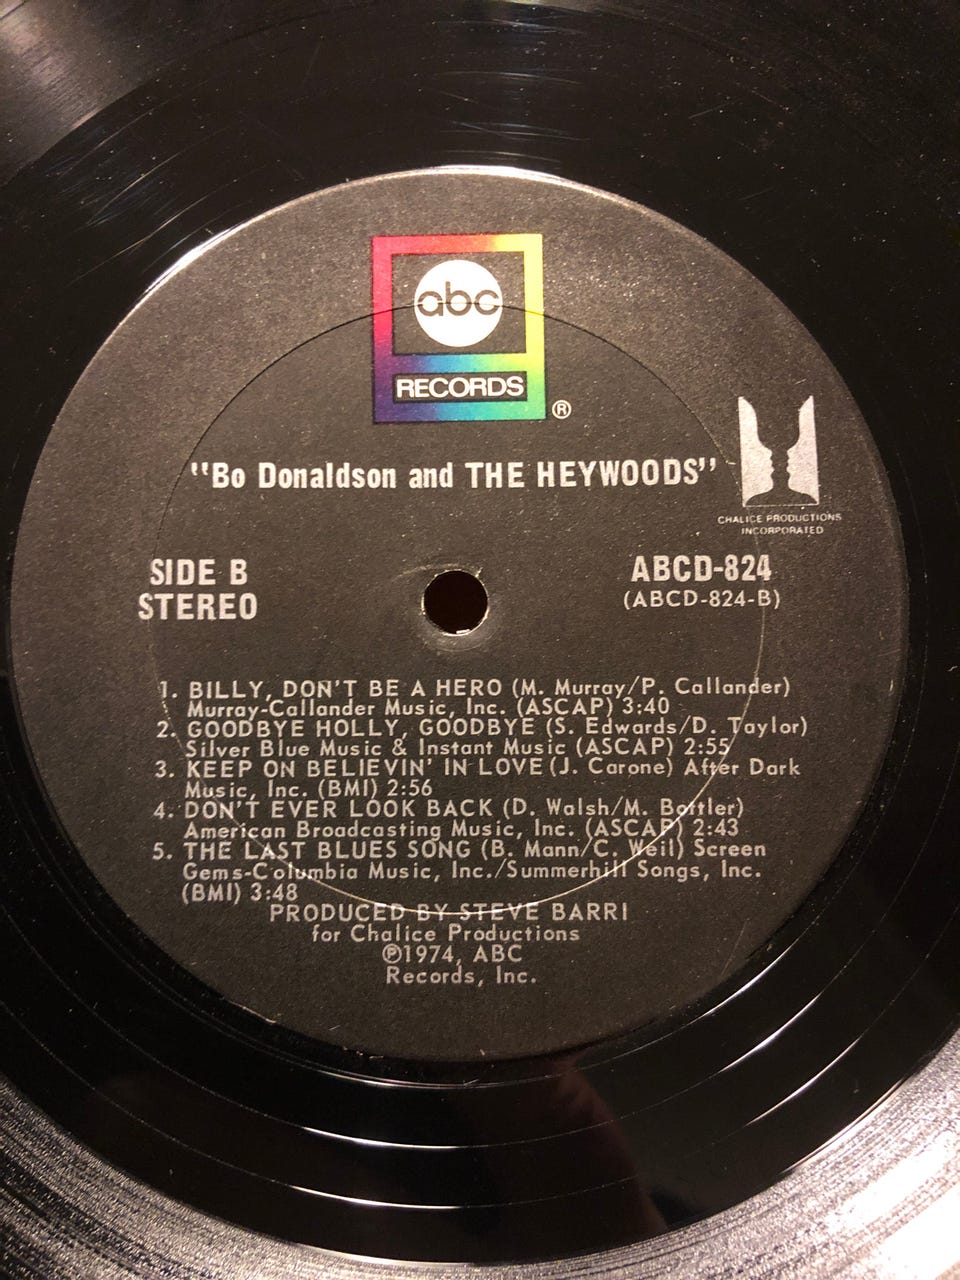 abc
RECORDS
®
"Bo Donaldson and THE HEYWOODS"
CHALICE PRODUCTIONS
INCORPORATED
SIDE B
STEREO
ABCD-824
(ABCD-824-B)
1. BILLY, DON'T BE A HERO (M. Murray/P. Callander)
Murray-Callander Music, Inc. (ASCAP) 3:40
2. GOODBYE HOLLY, GOODBYE (S. Edwards/D. Taylor)
Silver Blue Music & Instant Music (ASCAP) 2:55
3. KEEP ON BELIEVIN' IN LOVE (J. Carone) After Dark
Music, Inc. (BMI) 2:56
4. DON'T EVER LOOK BACK (D. Walsh/M. Bottler)
American Broadcasting Music, Inc. (ASCAP) 2:43
5. THE LAST BLUES SONG (B. Mann/C. Weil) Screen
Gems-Columbia Music, Inc./Summerhill Songs, Inc.
(BMI) 3:48
PRODUCED BY STEVE BARRI
for Chalice Productions
℗1974, ABC
Records, Inc.